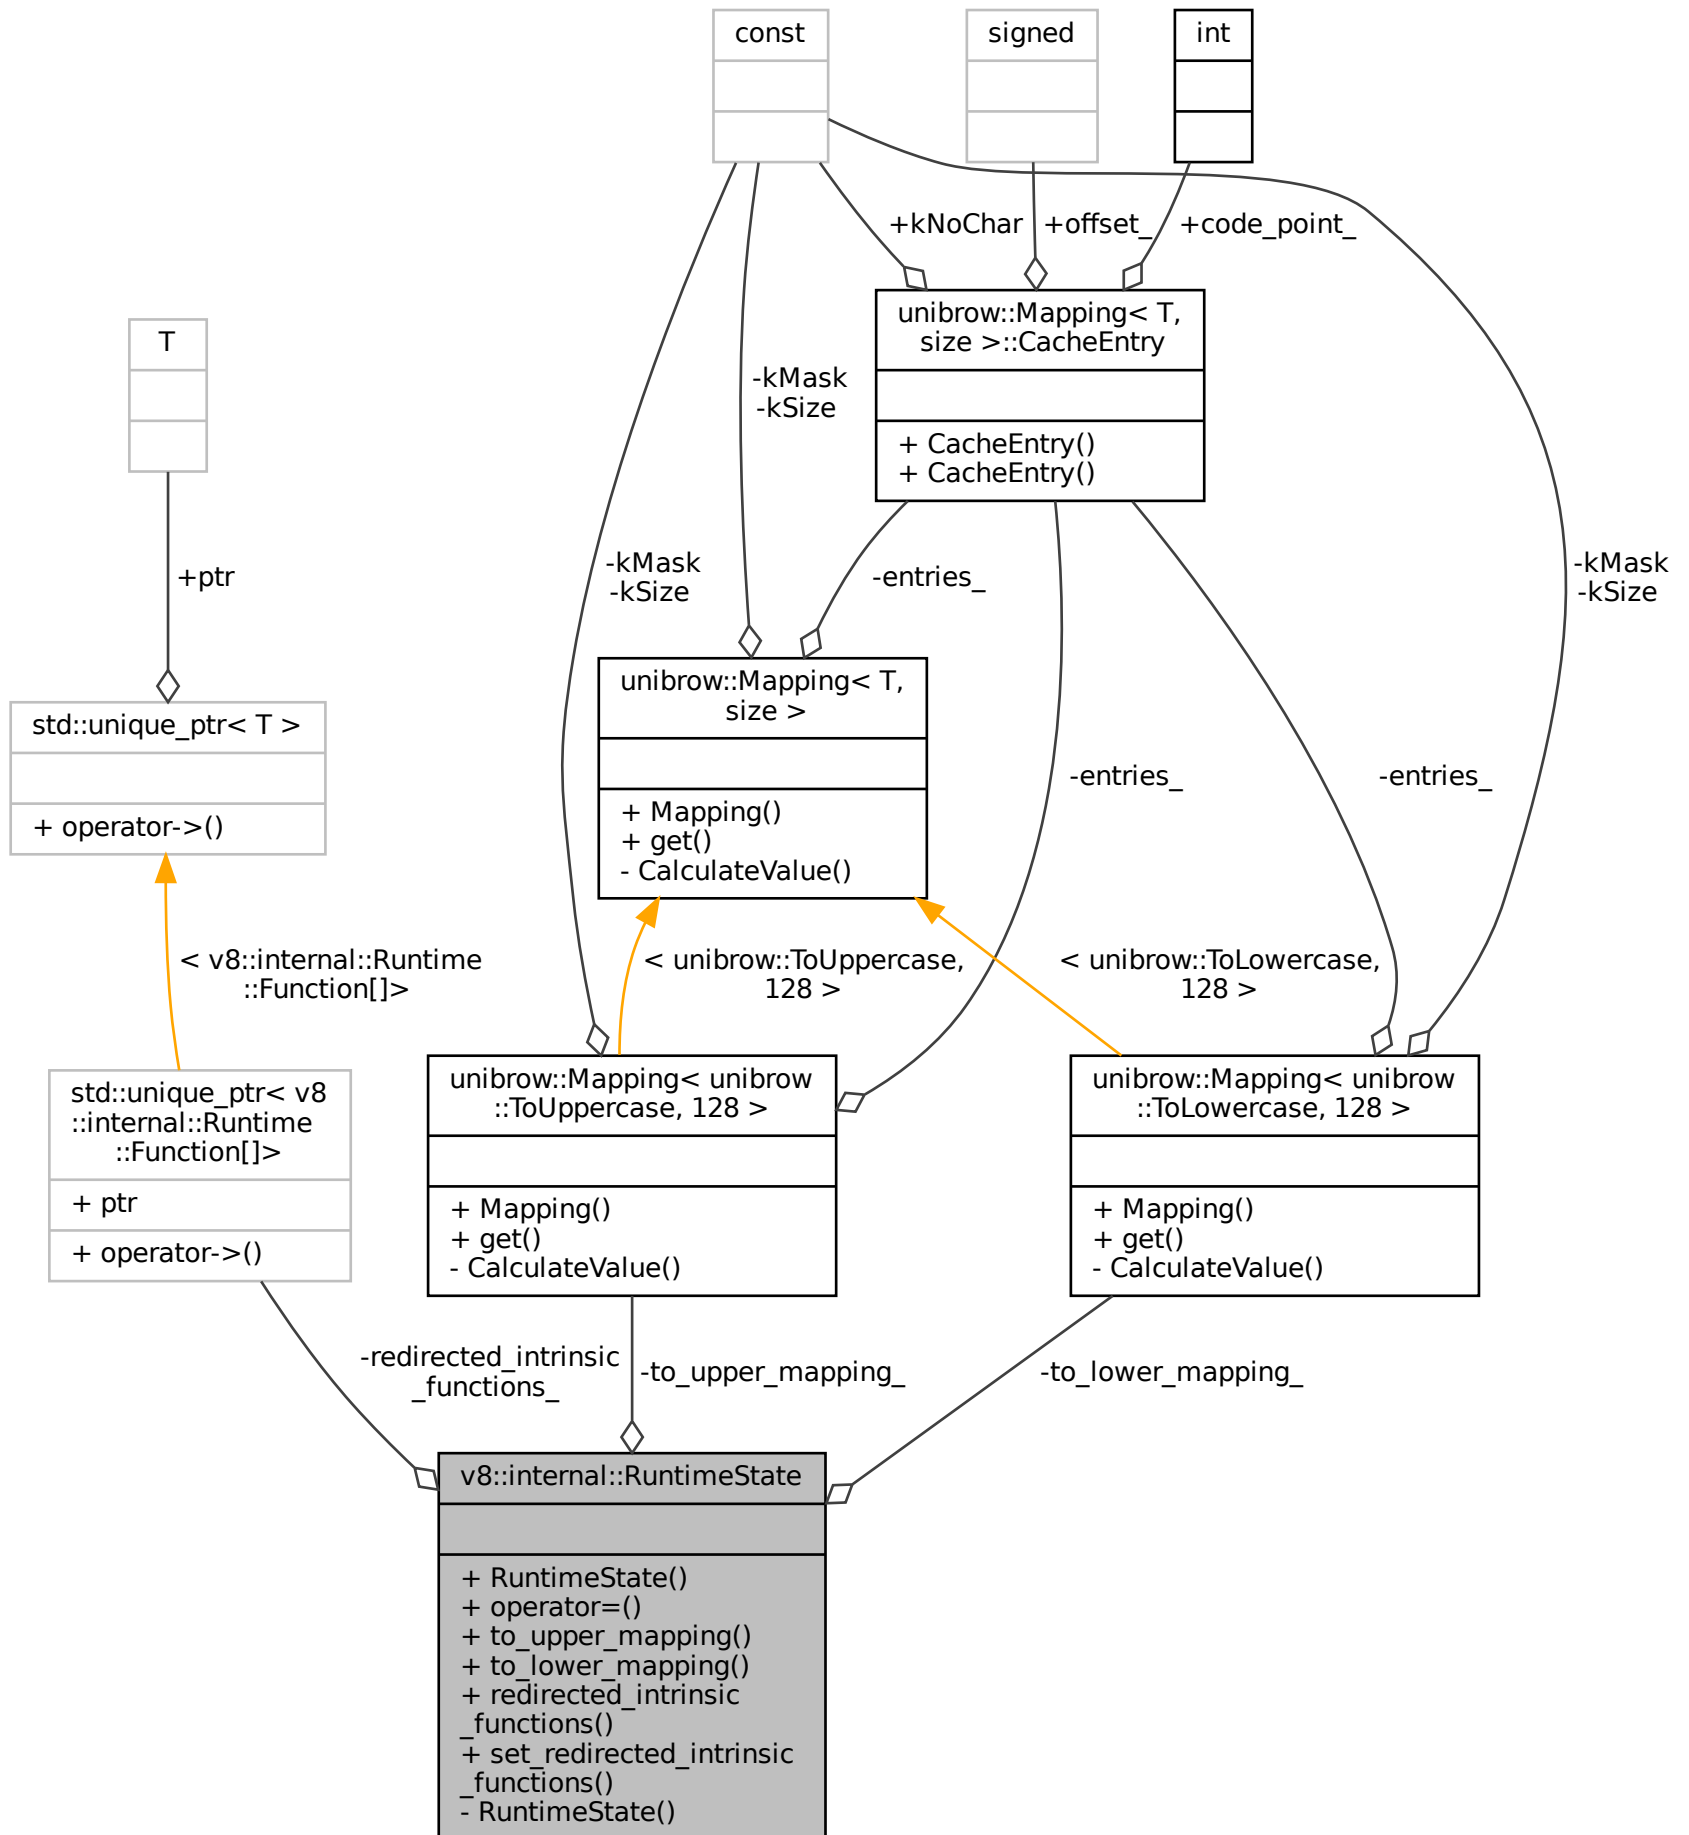 const
signed
int
+kNoChar
+offset_
+code_point_
unibrow::Mapping< T,
size >::CacheEntry
+ CacheEntry()
+ CacheEntry()
T
-kMask
-kSize
+ptr
-kMask
-kSize
-entries_
-kMask
-kSize
unibrow::Mapping< T,
size >
+ Mapping()
+ get()
- CalculateValue()
std::unique_ptr< T >
+ operator->()
-entries_
-entries_
< v8::internal::Runtime
::Function[]>
< unibrow::ToUppercase,
128 >
< unibrow::ToLowercase,
128 >
std::unique_ptr< v8
::internal::Runtime
::Function[]>
+ ptr
+ operator->()
unibrow::Mapping< unibrow
::ToUppercase, 128 >
+ Mapping()
+ get()
- CalculateValue()
unibrow::Mapping< unibrow
::ToLowercase, 128 >
+ Mapping()
+ get()
- CalculateValue()
-redirected_intrinsic
_functions_
-to_upper_mapping_
-to_lower_mapping_
v8::internal::RuntimeState
+ RuntimeState()
+ operator=()
+ to_upper_mapping()
+ to_lower_mapping()
+ redirected_intrinsic
_functions()
+ set_redirected_intrinsic
_functions()
- RuntimeState()